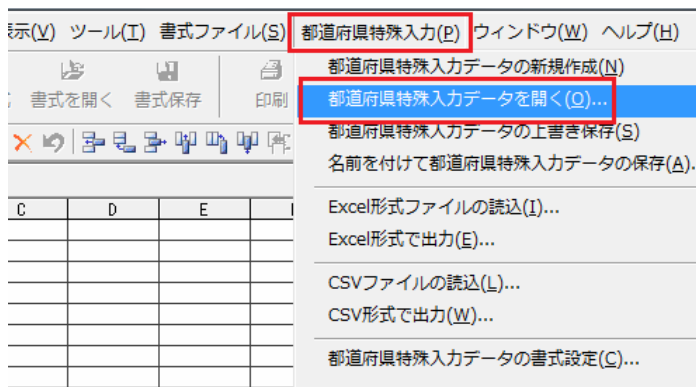 表示(V) ツール(T) 書式ファイル(S) 都道府県特殊入力(P) ウィンドウ(W) ヘルプ(H)
書式を開く 書式保存 印刷
都道府県特殊入力データの新規作成(N)
都道府県特殊入力データを開く(O)...
都道府県特殊入力データの上書き保存(S)
名前を付けて都道府県特殊入力データの保存(A).
Excel形式ファイルの読込(I)...
Excel形式で出力(E)...
CSVファイルの読込(L)...
CSV形式で出力(W)...
都道府県特殊入力データの書式設定(C)...
C D E